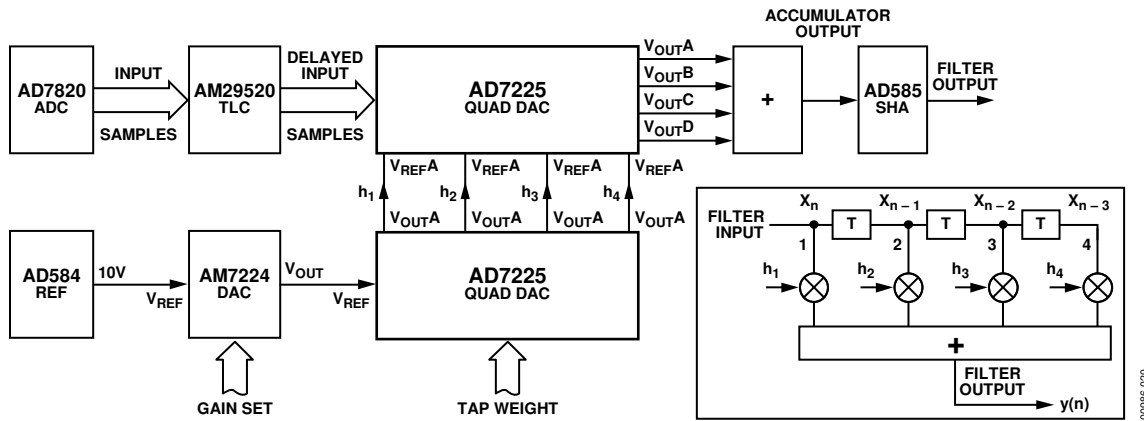 ACCUMULATOR
OUTPUT
AD7820
ADC
INPUT
SAMPLES
AM29520
TLC
DELAYED
INPUT
SAMPLES
AD7225
QUAD DAC
VOUTA
VOUTB
VOUTC
VOUTD
+
AD585
SHA
FILTER
OUTPUT
VREFA VREFA VREFA VREFA
h1 h2 h3 h4
VOUTA VOUTA VOUTA VOUTA
AD584
REF
10V
VREF
AM7224
DAC
VOUT
VREF
AD7225
QUAD DAC
GAIN SET
TAP WEIGHT
Xn Xn – 1 Xn – 2 Xn – 3
FILTER
INPUT
T T T
1 2 3 4
h1 h2 h3 h4
+
FILTER
OUTPUT
y(n)
00986-020